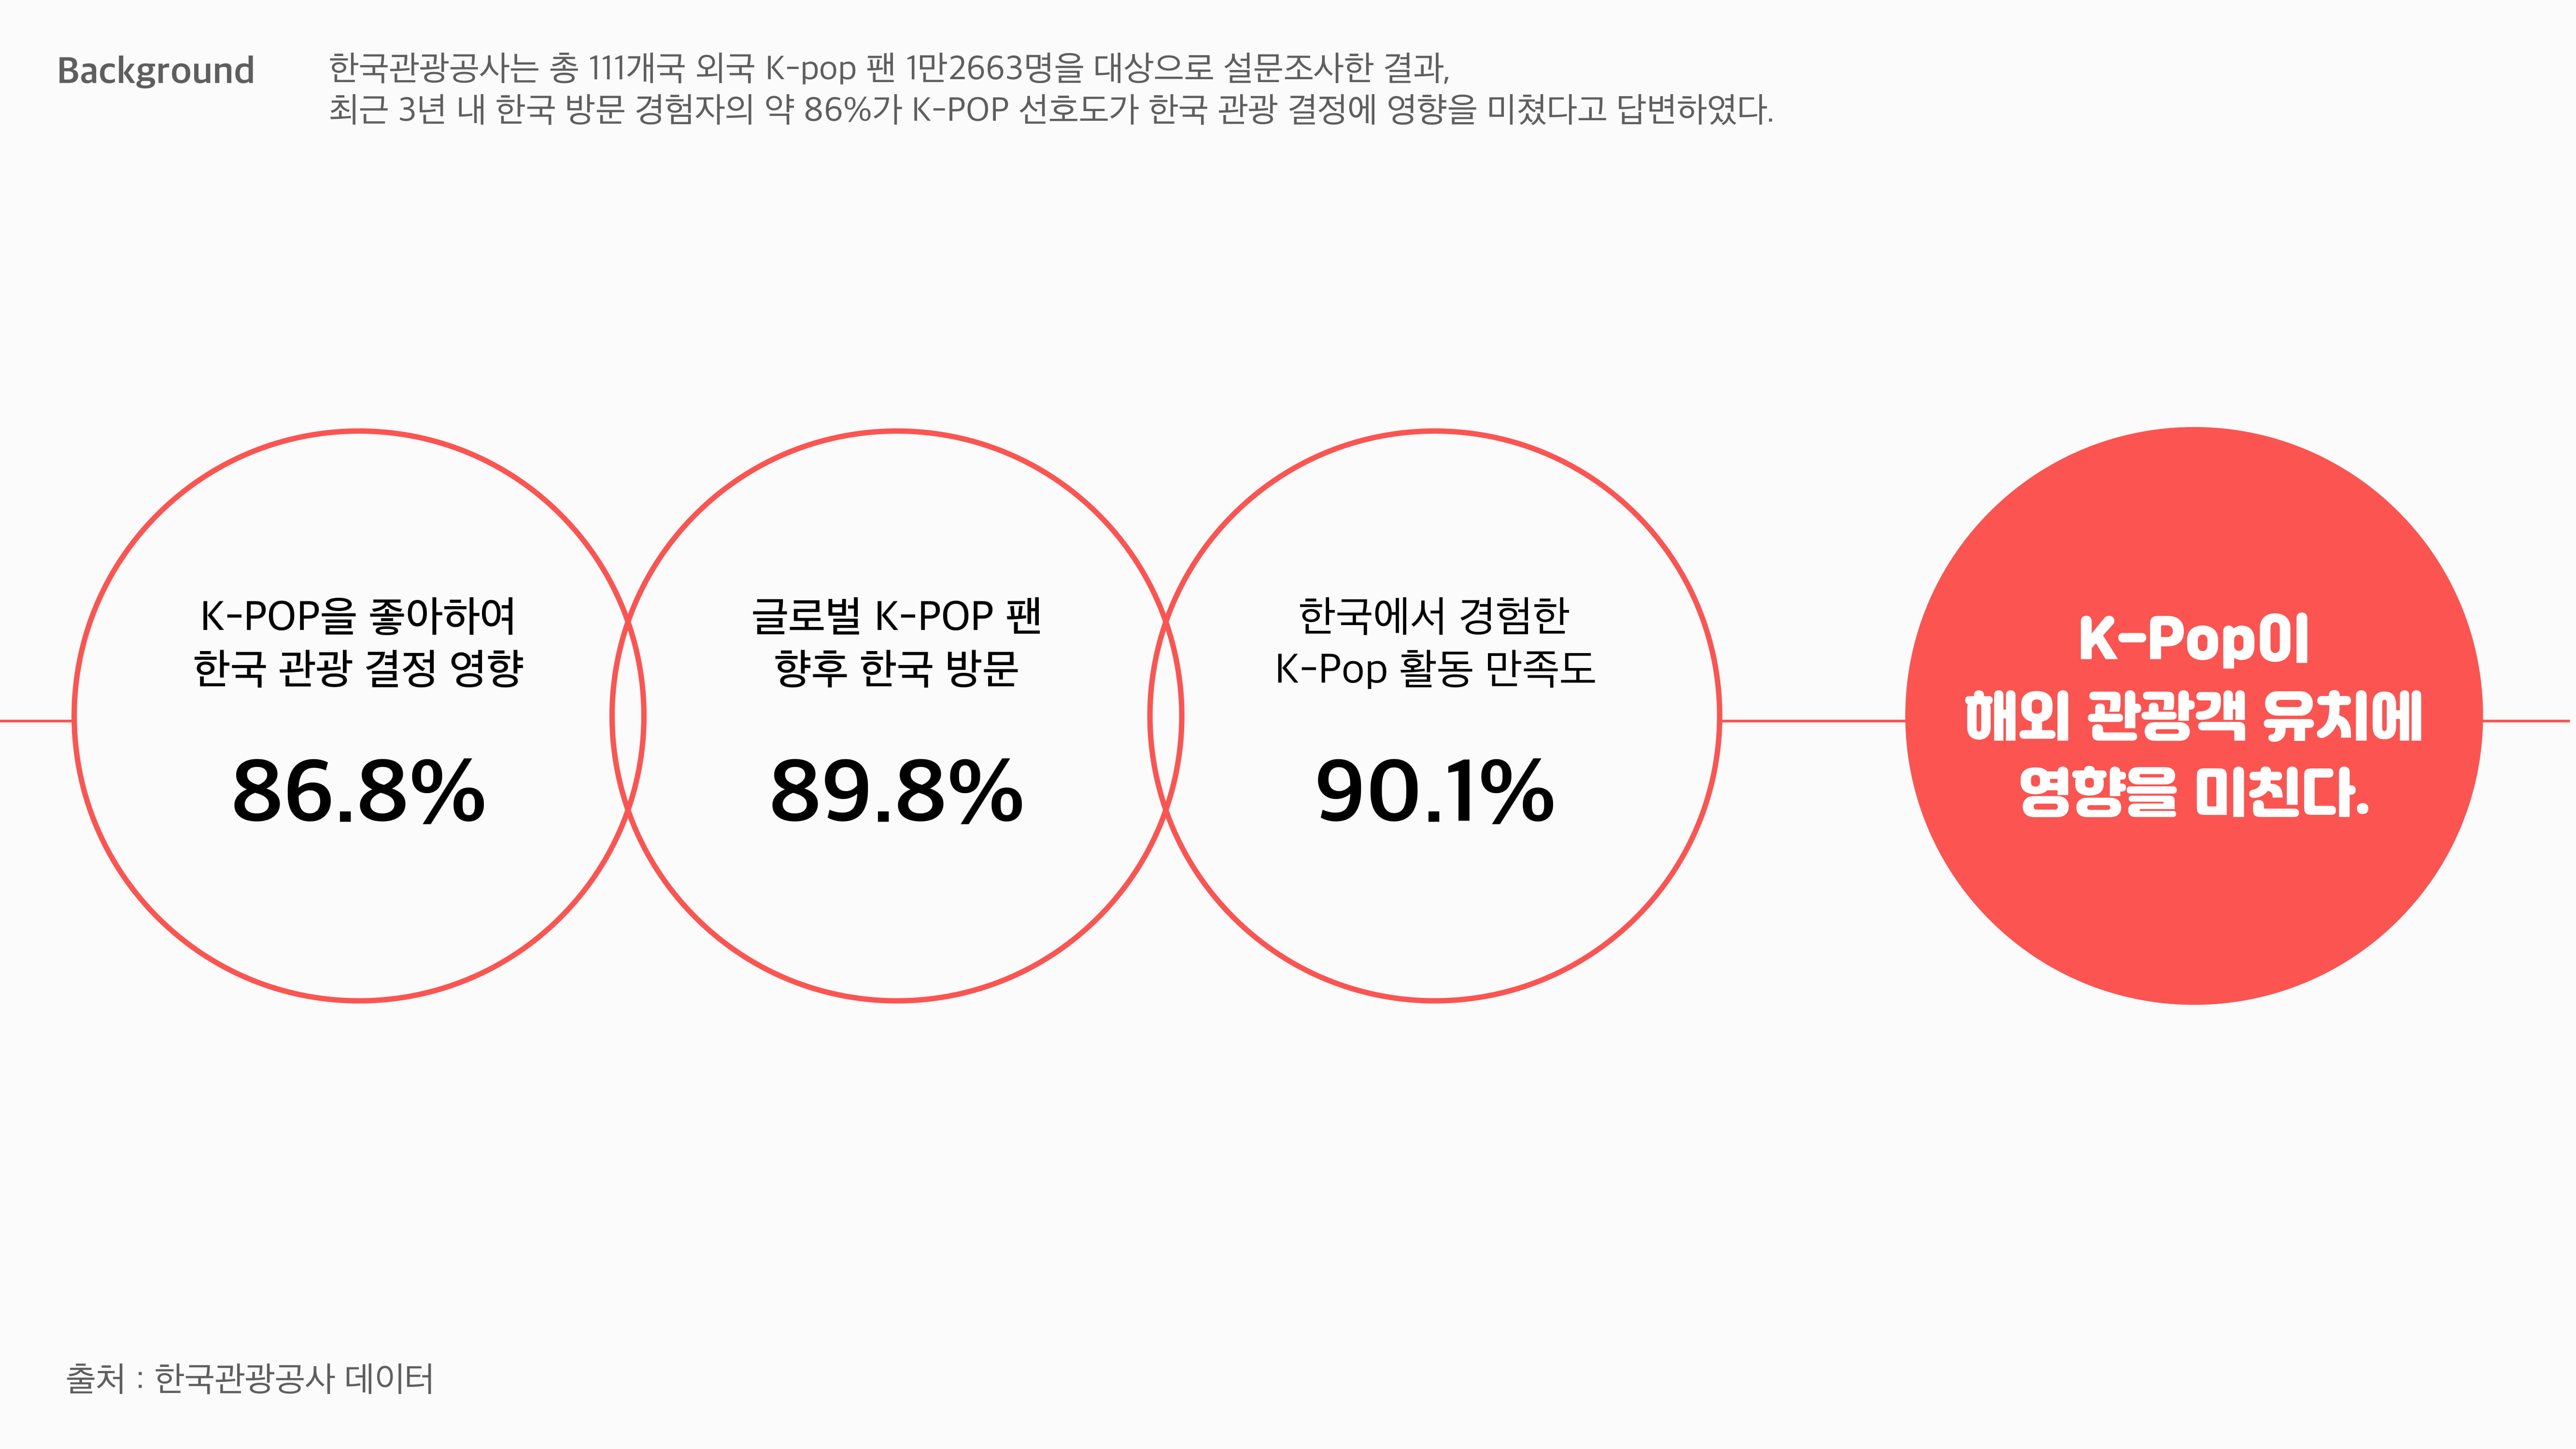 Background
한국관광공사는 총 111개국 외국 K-pop 팬 1만2663명을 대상으로 설문조사한 결과,
최근 3년 내 한국 방문 경험자의 약 86%가 K-POP 선호도가 한국 관광 결정에 영향을 미쳤다고 답변하였다.
K-POP을 좋아하여
한국 관광 결정 영향
86.8%
글로벌 K-POP 팬
향후 한국 방문
89.8%
한국에서 경험한
K-Pop 활동 만족도
90.1%
K-Pop이
해외 관광객 유치에
영향을 미친다.
출처 : 한국관광공사 데이터